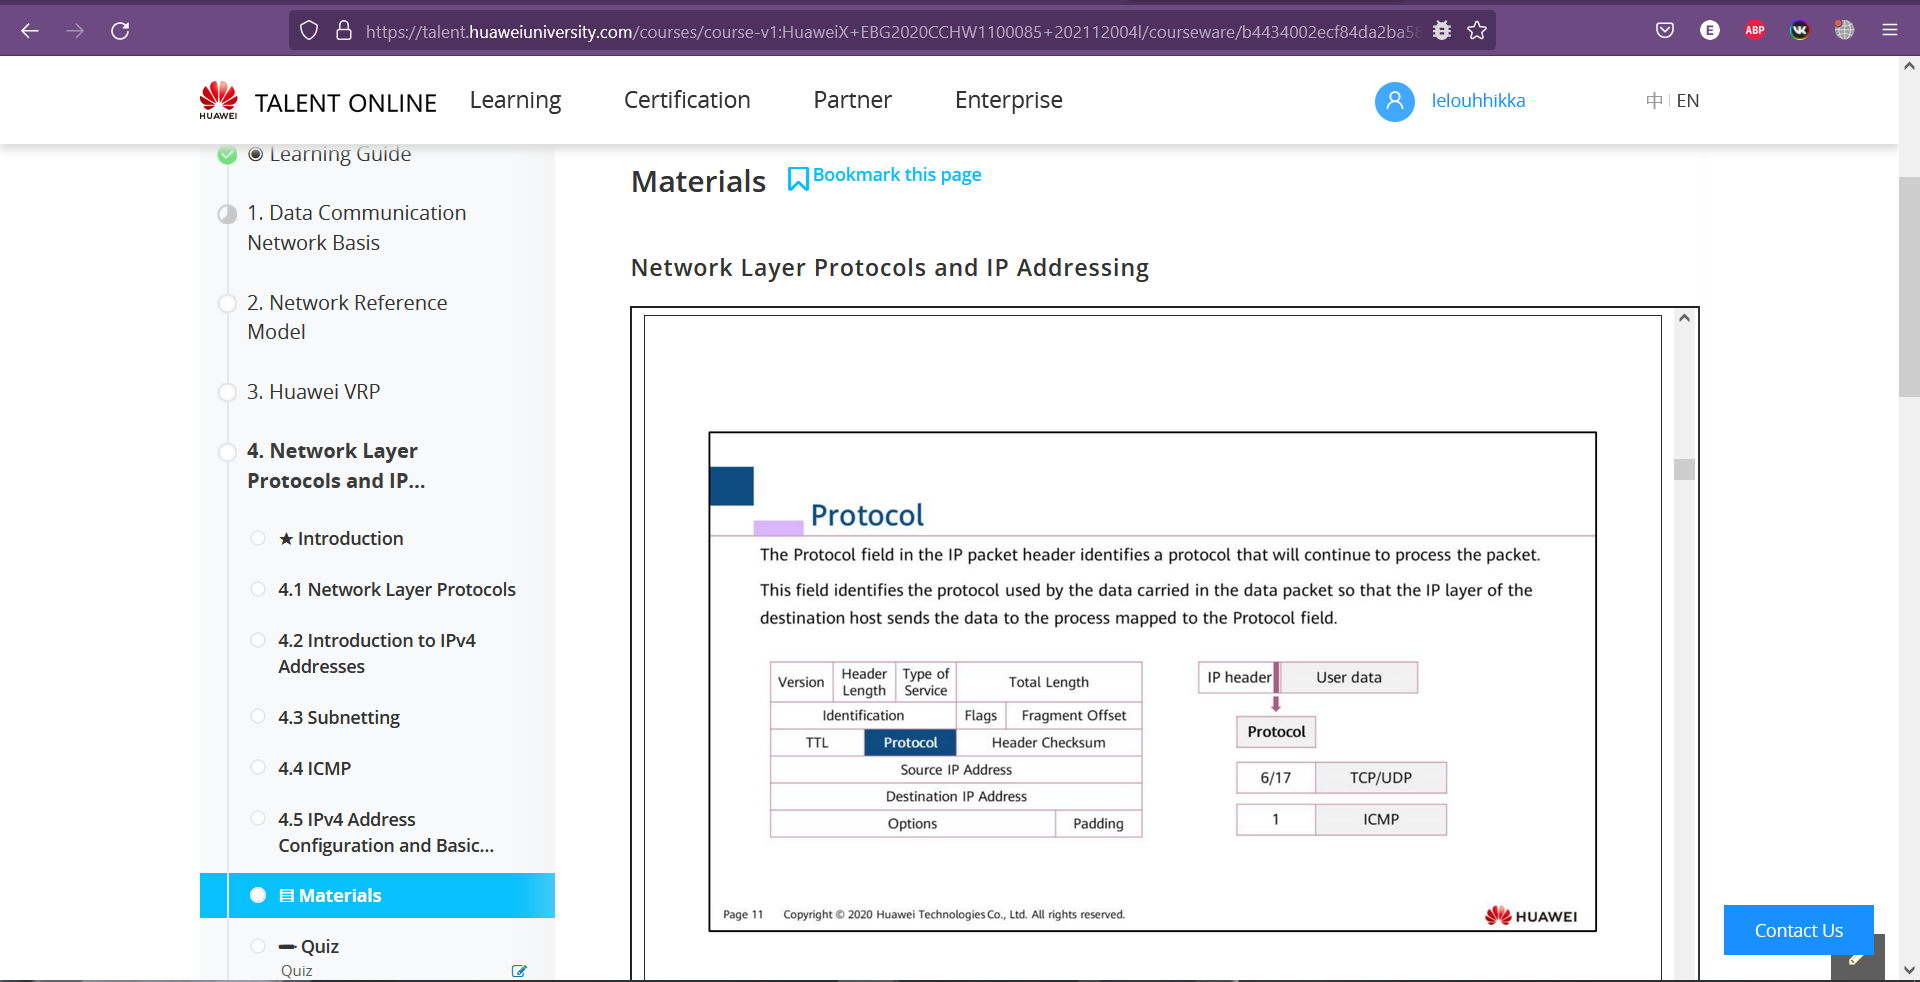 https://talent.huaweiuniversity.com/courses/course-v1:HuaweiX+EBG2020CCHW1100085+202112004l/courseware/b4434002ecf84da2ba58
E
ABP
HUAWEI
TALENT ONLINE
Learning
Certification
Partner
Enterprise
lelouhhikka
中 | EN
Learning Guide
1. Data Communication
Network Basis
2. Network Reference
Model
3. Huawei VRP
4. Network Layer
Protocols and IP...
★ Introduction
4.1 Network Layer Protocols
4.2 Introduction to IPv4
Addresses
4.3 Subnetting
4.4 ICMP
4.5 IPv4 Address
Configuration and Basic...
Materials
Quiz
Quiz
Materials
Bookmark this page
Network Layer Protocols and IP Addressing
Protocol
The Protocol field in the IP packet header identifies a protocol that will continue to process the packet.
This field identifies the protocol used by the data carried in the data packet so that the IP layer of the
destination host sends the data to the process mapped to the Protocol field.
Version
Header
Length
Type of
Service
Total Length
Identification
Flags
Fragment Offset
TTL
Protocol
Header Checksum
Source IP Address
Destination IP Address
Options
Padding
IP header
User data
Protocol
6/17
TCP/UDP
1
ICMP
Page 11
Copyright © 2020 Huawei Technologies Co., Ltd. All rights reserved.
HUAWEI
Contact Us